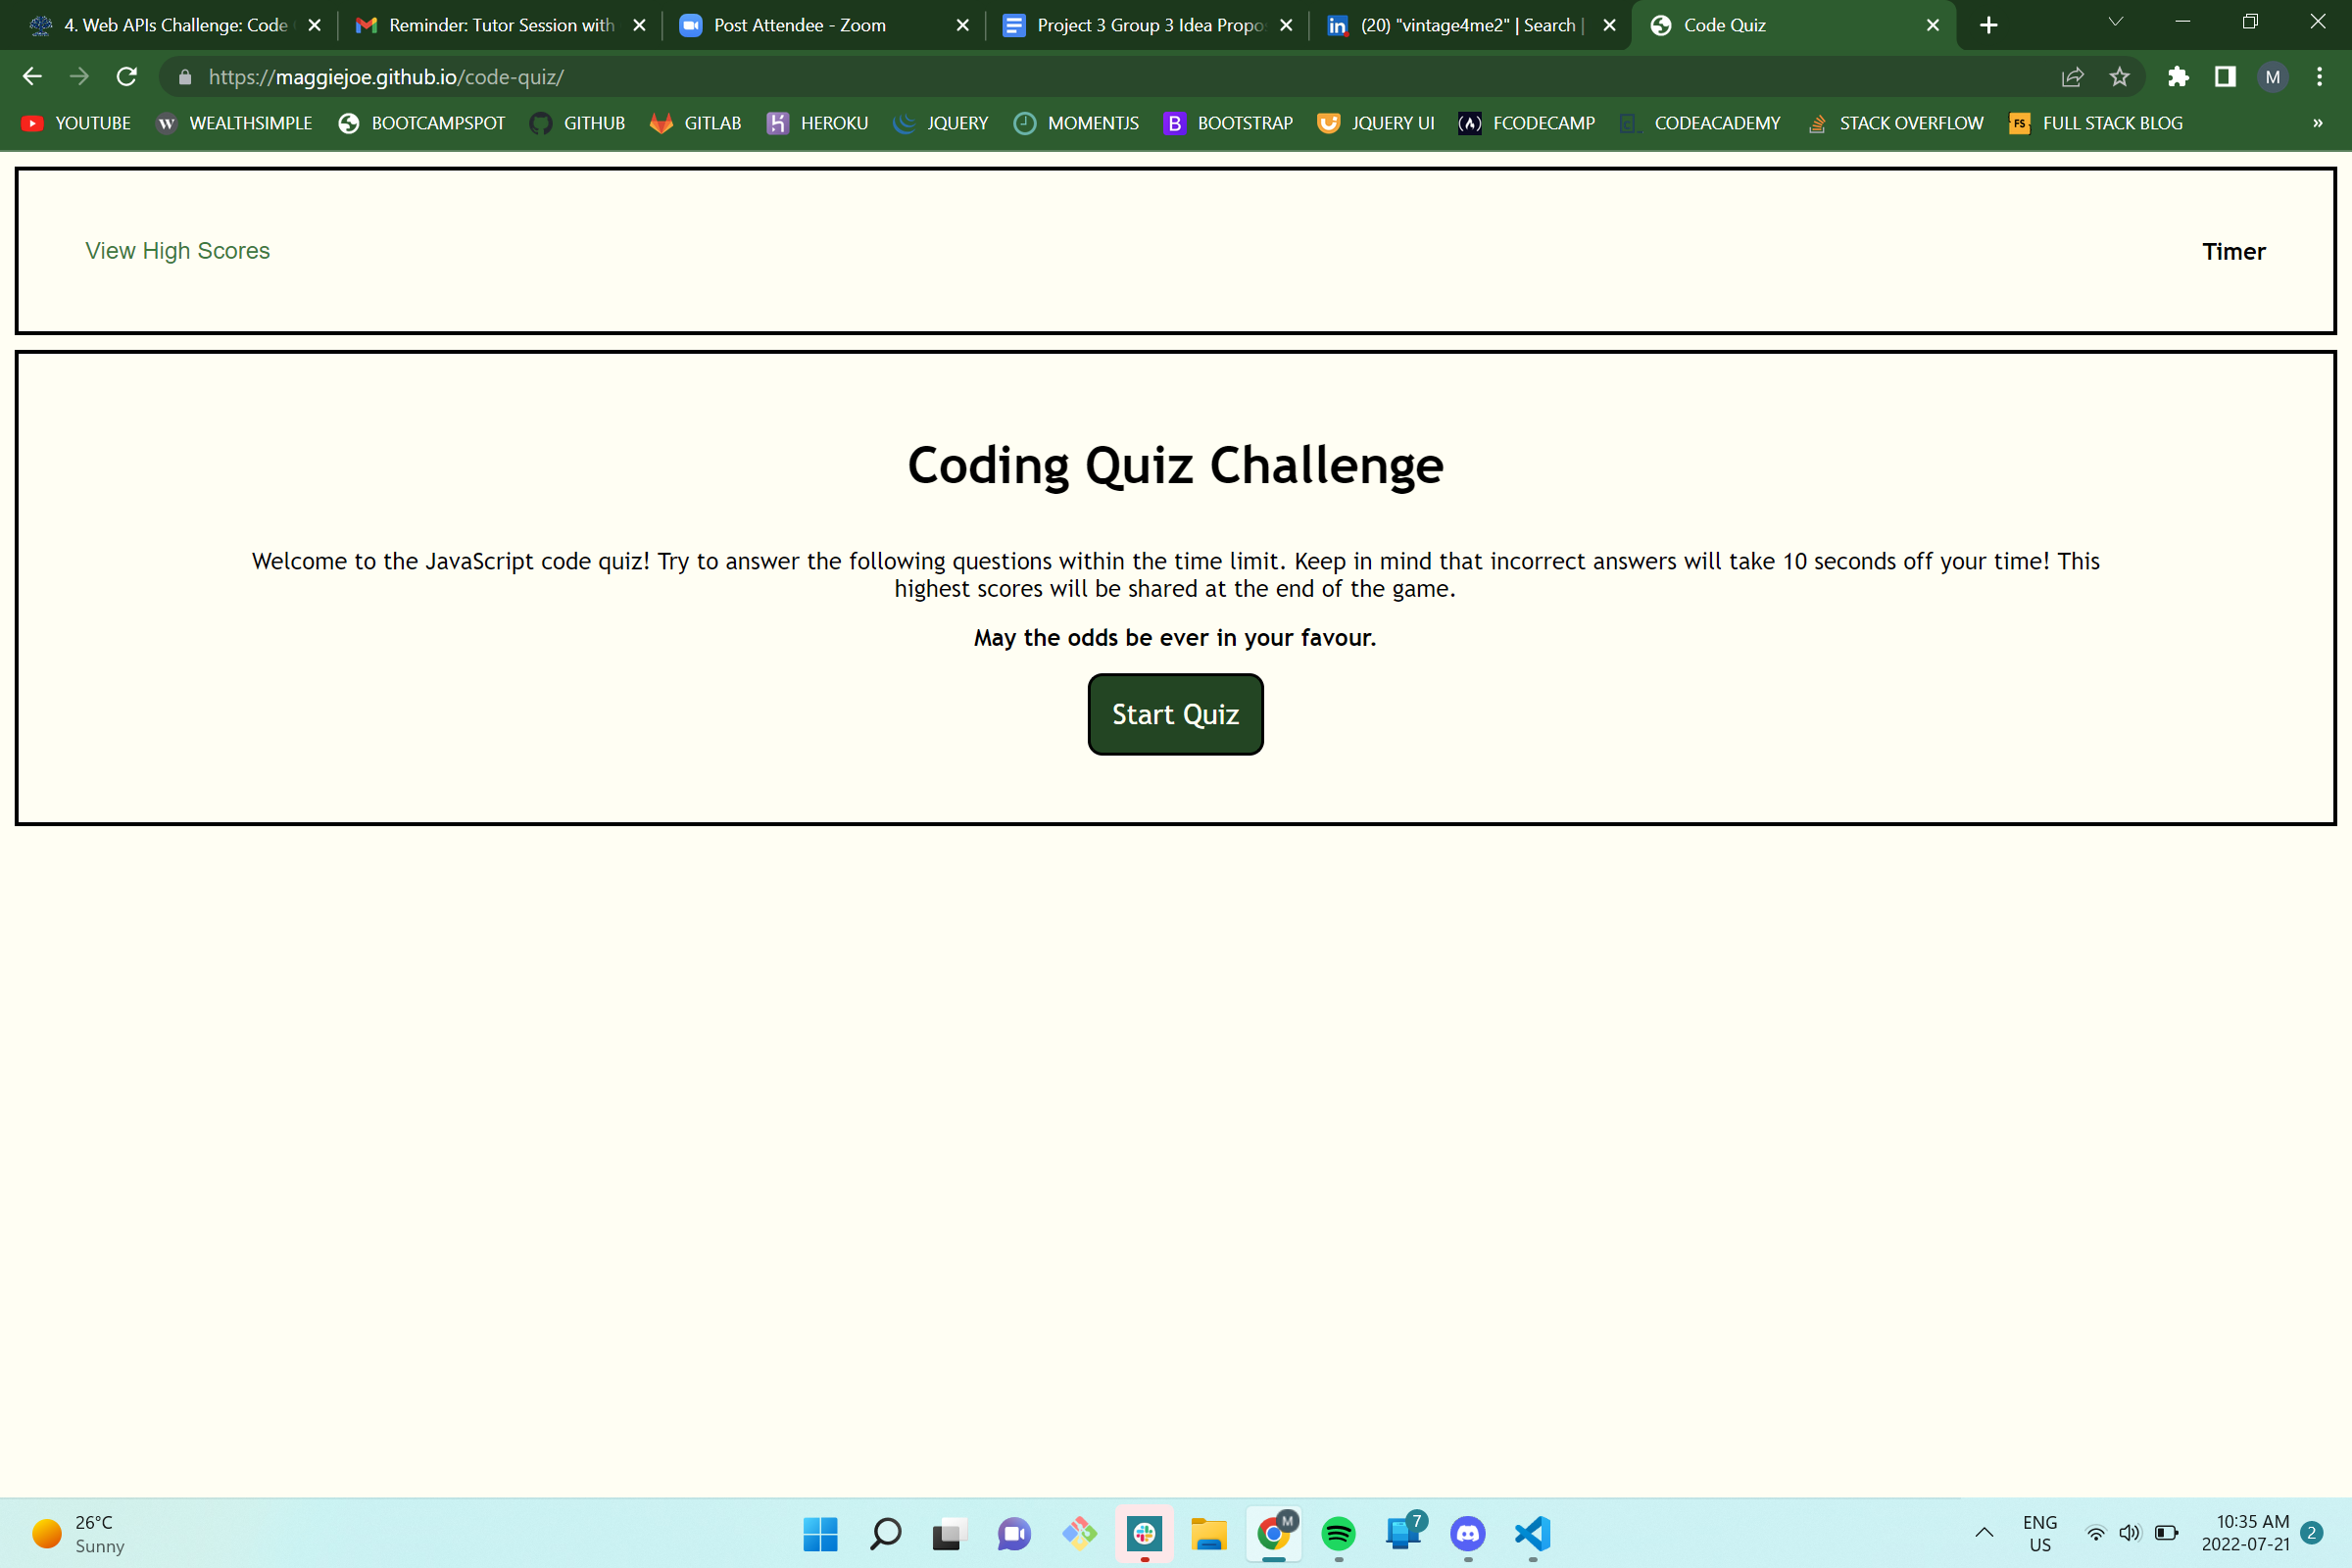 4. Web APIs Challenge: Code
Reminder: Tutor Session with
Post Attendee - Zoom
Project 3 Group 3 Idea Propo
(20) "vintage4me2" | Search |
Code Quiz
https://maggiejoe.github.io/code-quiz/
M
YOUTUBE
W WEALTHSIMPLE
BOOTCAMPSPOT
GITHUB
GITLAB
HEROKU
JQUERY
MOMENTJS
B BOOTSTRAP
JQUERY UI
FCODECAMP
CODEACADEMY
STACK OVERFLOW
FS FULL STACK BLOG
»
View High Scores
Timer
Coding Quiz Challenge
Welcome to the JavaScript code quiz! Try to answer the following questions within the time limit. Keep in mind that incorrect answers will take 10 seconds off your time! This
highest scores will be shared at the end of the game.
May the odds be ever in your favour.
Start Quiz
26°C
Sunny
M
7
ENG
US
10:35 AM
2022-07-21
2